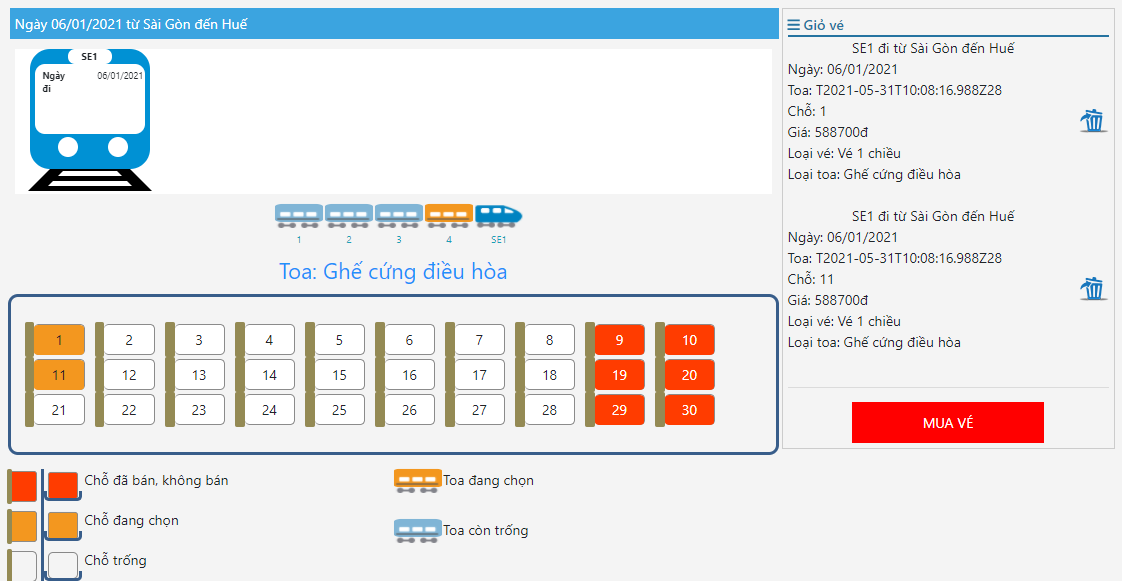 Ngày 06/01/2021 từ Sài Gòn đến Huế
SE1
Ngày đi 06/01/2021
1 2 3 4 SE1
Toa: Ghế cứng điều hòa
1 2 3 4 5 6 7 8 9 10
11 12 13 14 15 16 17 18 19 20
21 22 23 24 25 26 27 28 29 30
Chỗ đã bán, không bán
Chỗ đang chọn
Chỗ trống
Toa đang chọn
Toa còn trống
Giỏ vé
SE1 đi từ Sài Gòn đến Huế
Ngày: 06/01/2021
Toa: T2021-05-31T10:08:16.988Z28
Chỗ: 1
Giá: 588700đ
Loại vé: Vé 1 chiều
Loại toa: Ghế cứng điều hòa
SE1 đi từ Sài Gòn đến Huế
Ngày: 06/01/2021
Toa: T2021-05-31T10:08:16.988Z28
Chỗ: 11
Giá: 588700đ
Loại vé: Vé 1 chiều
Loại toa: Ghế cứng điều hòa
MUA VÉ